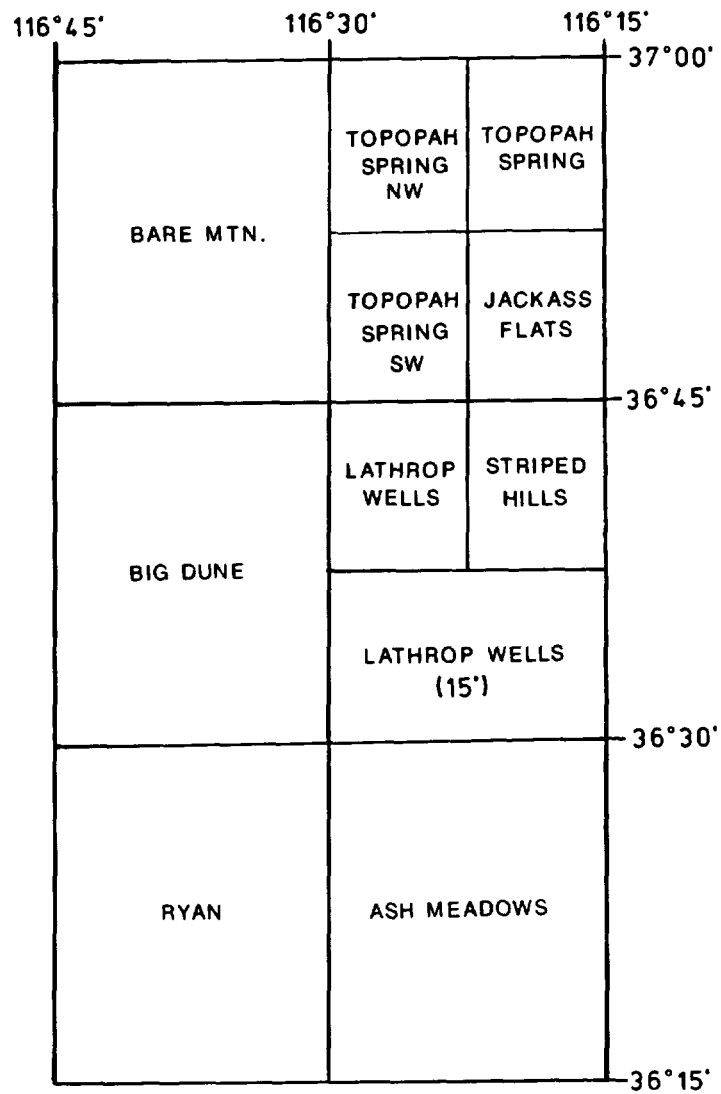 116°45'
116°30'
116°15'
37°00'
TOPOPAH
SPRING
NW
TOPOPAH
SPRING
BARE MTN.
TOPOPAH
SPRING
SW
JACKASS
FLATS
36°45'
LATHROP
WELLS
STRIPED
HILLS
BIG DUNE
LATHROP WELLS
(15')
36°30'
RYAN
ASH MEADOWS
36°15'